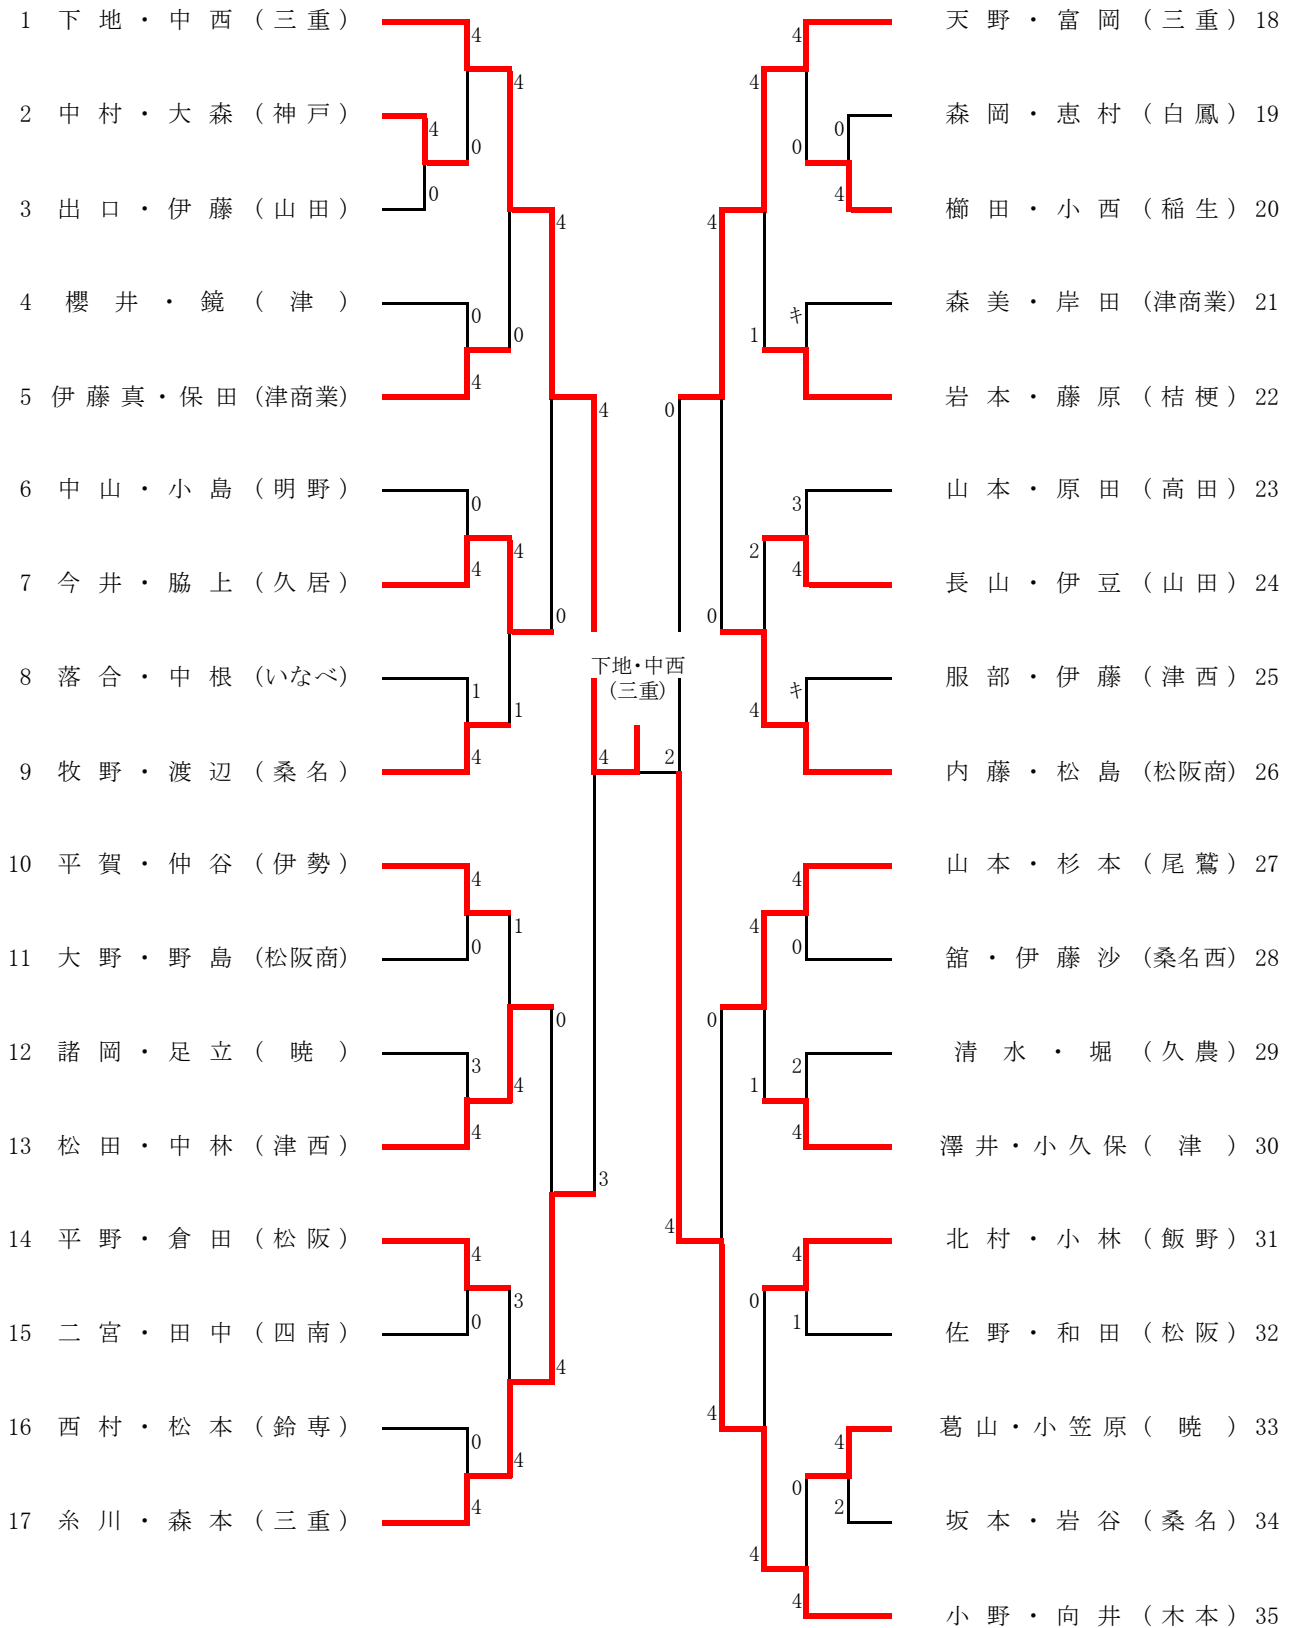 1 下地・中西 (三重)
2 中村・大森 (神戸)
3 出口・伊藤 (山田)
4 櫻井・鏡 (津)
5 伊藤真・保田 (津商業)
6 中山・小島 (明野)
7 今井・脇上 (久居)
8 落合・中根 (いなべ)
9 牧野・渡辺 (桑名)
10 平賀・仲谷 (伊勢)
11 大野・野島 (松阪商)
12 諸岡・足立 (暁)
13 松田・中林 (津西)
14 平野・倉田 (松阪)
15 二宮・田中 (四南)
16 西村・松本 (鈴専)
17 糸川・森本 (三重)
4
0
4
0
0
4
0
4
1
4
4
0
3
4
4
0
0
4
4
0
4
1
1
4
3
4
4
0
0
4
4
3
下地・中西
(三重)
4
2
0
4
4
0
0
4
4
1
2
4
4
1
0
4
4
0
キ
3
4
キ
4
0
2
4
4
1
0
4
0
4
4
2
天野・富岡 (三重) 18
森岡・恵村 (白鳳) 19
櫛田・小西 (稲生) 20
森美・岸田 (津商業) 21
岩本・藤原 (桔梗) 22
山本・原田 (高田) 23
長山・伊豆 (山田) 24
服部・伊藤 (津西) 25
内藤・松島 (松阪商) 26
山本・杉本 (尾鷲) 27
舘・伊藤沙 (桑名西) 28
清水・堀 (久農) 29
澤井・小久保 (津) 30
北村・小林 (飯野) 31
佐野・和田 (松阪) 32
葛山・小笠原 (暁) 33
坂本・岩谷 (桑名) 34
小野・向井 (木本) 35